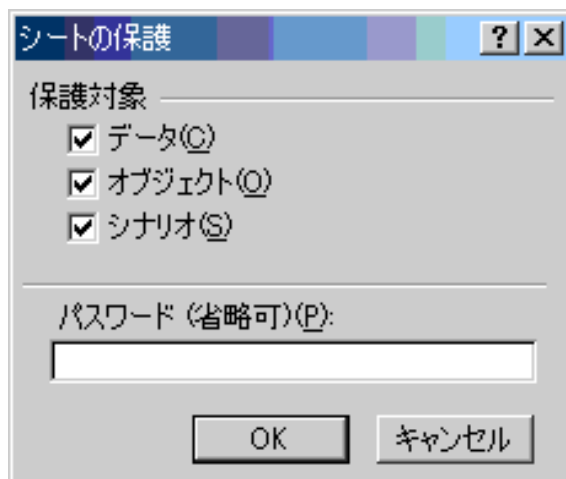 シートの保護
保護対象
データ(C)
オブジェクト(O)
シナリオ(S)
パスワード (省略可)(P):
OK キャンセル